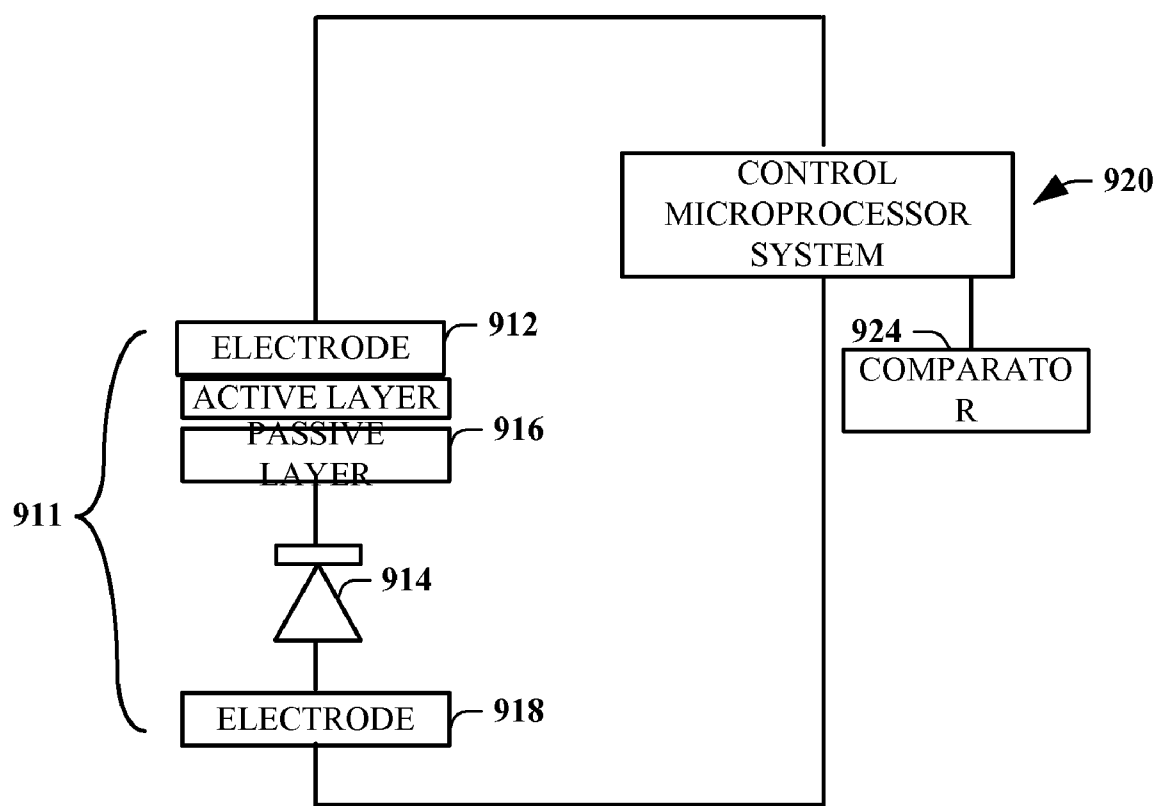 CONTROL
MICROPROCESSOR
SYSTEM
920
ELECTRODE
912
924
COMPARATO
R
ACTIVE LAYER
PASSIVE
LAYER
916
911
914
ELECTRODE
918